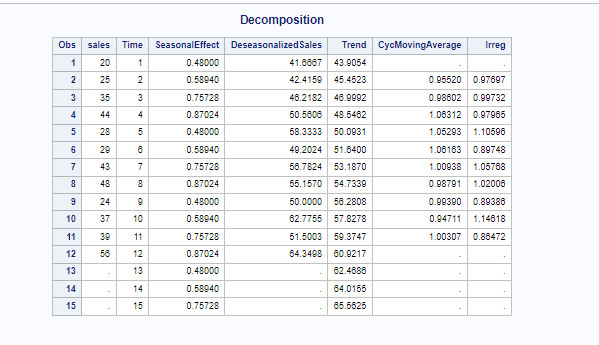 Decomposition
Obs sales Time SeasonalEffect DeseasonalizedSales Trend CycMovingAverage Irreg
1 20 1 0.48000 41.6667 43.9054 . .
2 25 2 0.58940 42.4159 45.4523 0.95520 0.97697
3 35 3 0.75728 46.2182 46.9992 0.98602 0.99732
4 44 4 0.87024 50.5606 48.5462 1.06312 0.97965
5 28 5 0.48000 58.3333 50.0931 1.05293 1.10596
6 29 6 0.58940 49.2024 51.6400 1.06163 0.89748
7 43 7 0.75728 56.7824 53.1870 1.00938 1.05768
8 48 8 0.87024 55.1570 54.7339 0.98791 1.02006
9 24 9 0.48000 50.0000 56.2808 0.99390 0.89386
10 37 10 0.58940 62.7755 57.8278 0.94711 1.14618
11 39 11 0.75728 51.5003 59.3747 1.00307 0.86472
12 56 12 0.87024 64.3498 60.9217 . .
13 . 13 0.48000 . 62.4686 . .
14 . 14 0.58940 . 64.0155 . .
15 . 15 0.75728 . 65.5625 . .